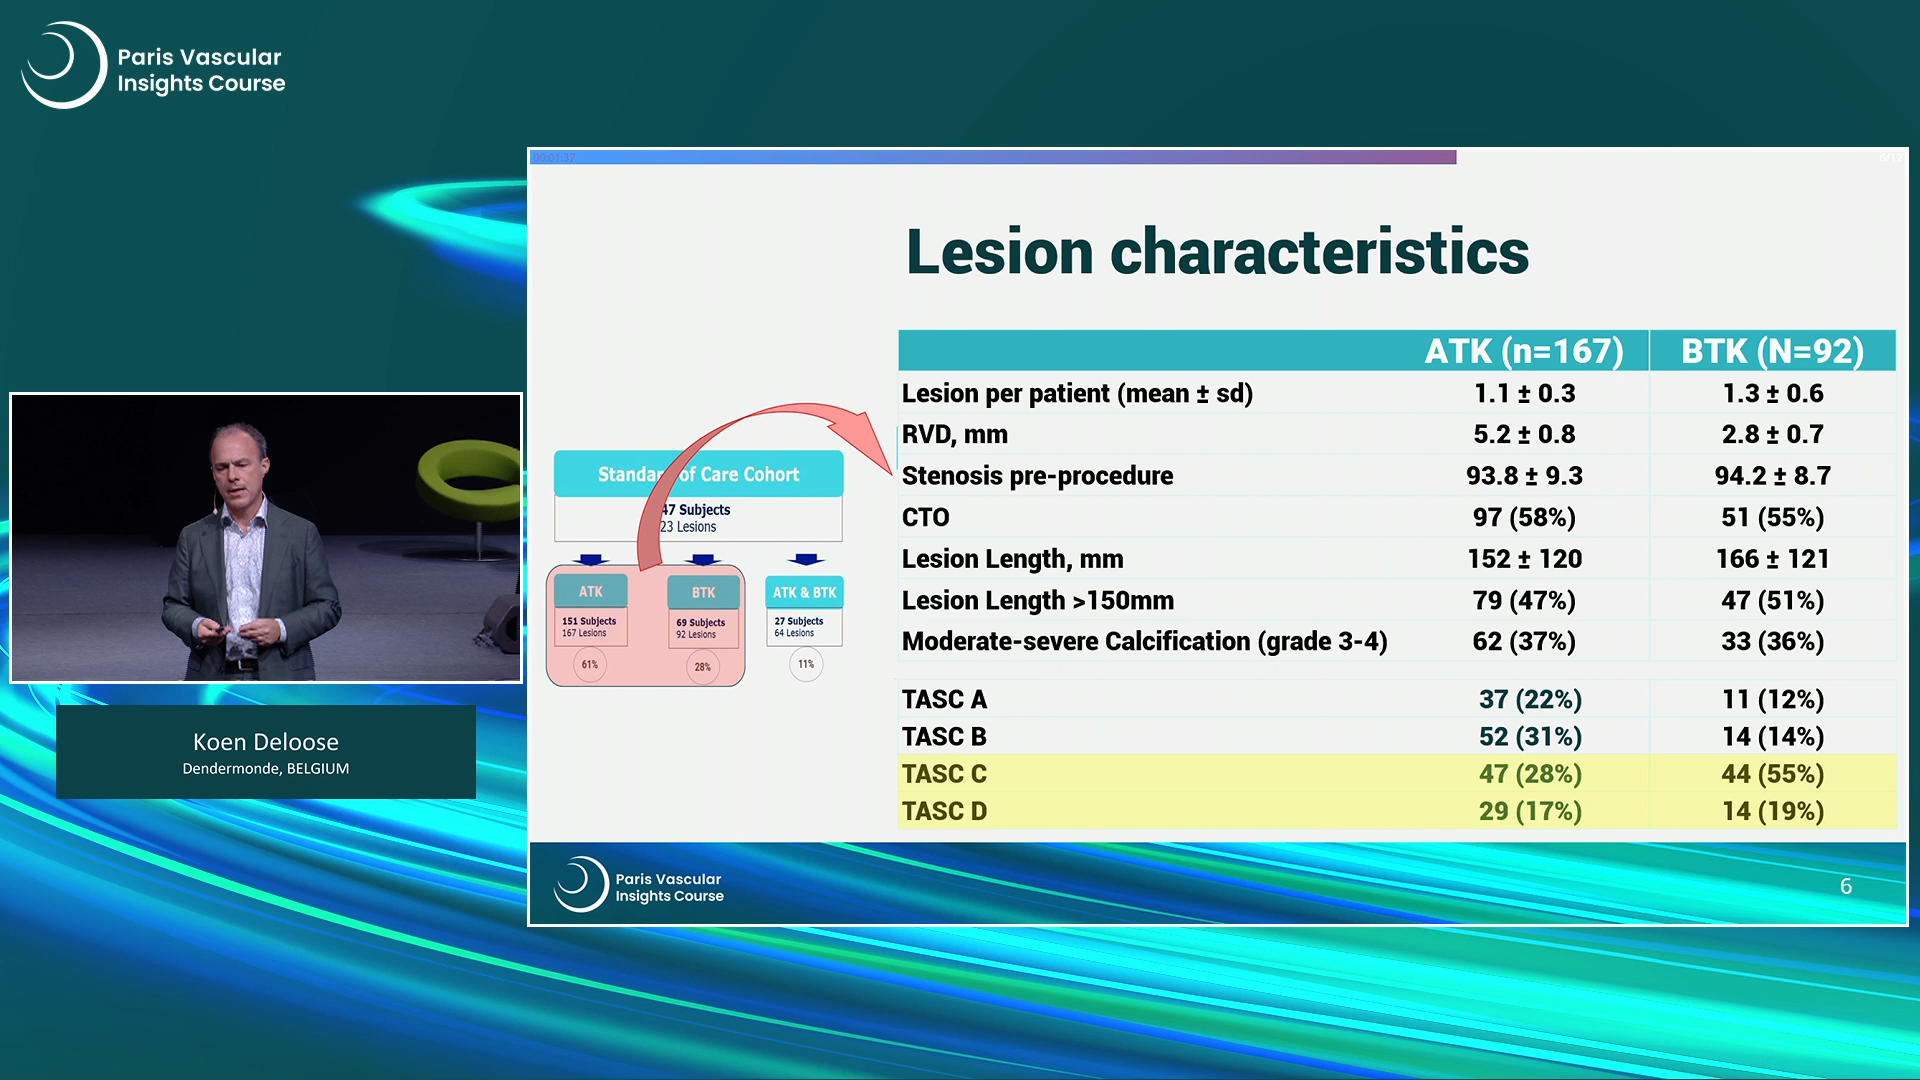 Paris Vascular
Insights Course
00:01:37
Lesion characteristics
ATK (n=167) BTK (N=92)
Lesion per patient (mean ± sd) 1.1 ± 0.3 1.3 ± 0.6
RVD, mm 5.2 ± 0.8 2.8 ± 0.7
Stenosis pre-procedure 93.8 ± 9.3 94.2 ± 8.7
CTO 97 (58%) 51 (55%)
Lesion Length, mm 152 ± 120 166 ± 121
Lesion Length >150mm 79 (47%) 47 (51%)
Moderate-severe Calcification (grade 3-4) 62 (37%) 33 (36%)
TASC A 37 (22%) 11 (12%)
TASC B 52 (31%) 14 (14%)
TASC C 47 (28%) 44 (55%)
TASC D 29 (17%) 14 (19%)
Standard of Care Cohort
47 Subjects
23 Lesions
ATK BTK ATK & BTK
151 Subjects 69 Subjects 27 Subjects
167 Lesions 92 Lesions 64 Lesions
61% 28% 11%
Koen Deloose
Dendermonde, BELGIUM
Paris Vascular
Insights Course
6